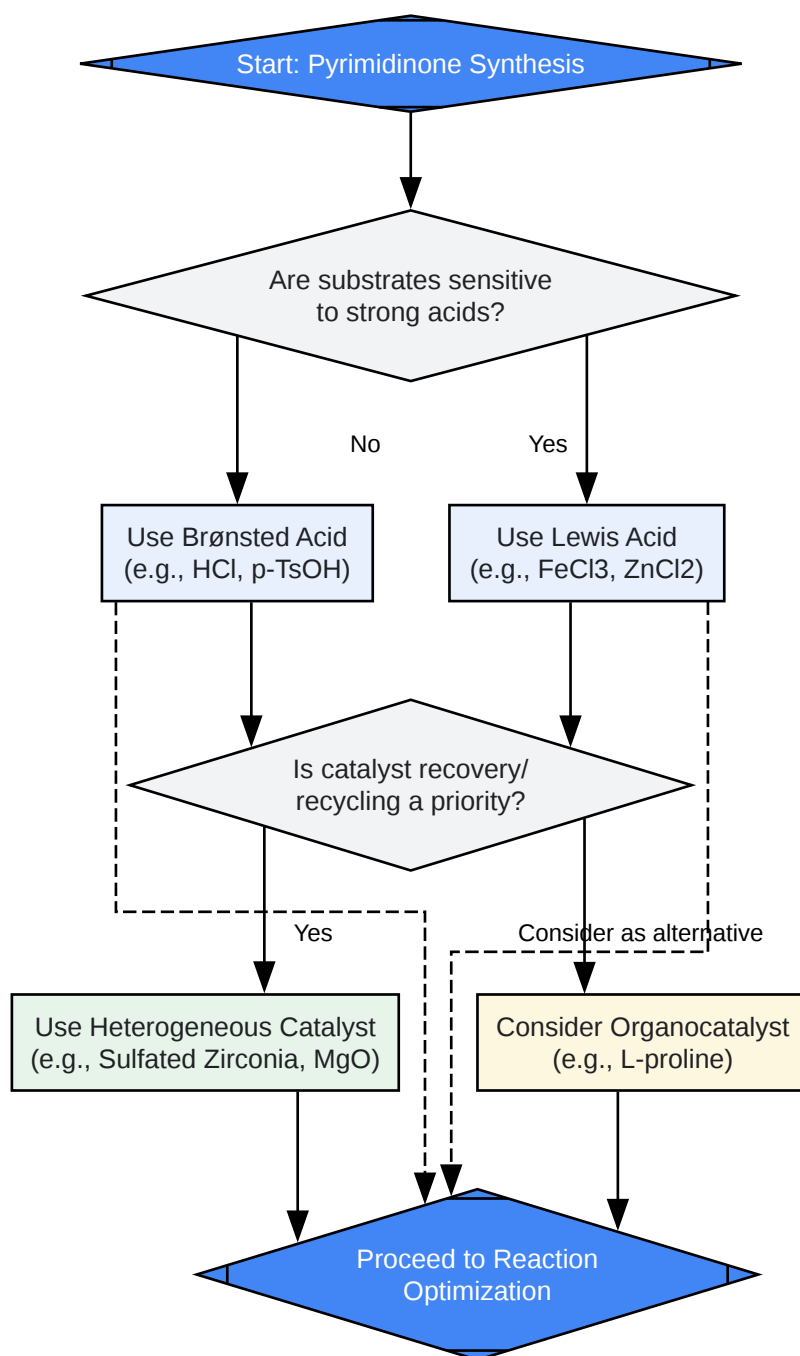 Start: Pyrimidinone Synthesis
Are substrates sensitive
to strong acids?
No
Yes
Use Brønsted Acid
(e.g., HCl, p-TsOH)
Use Lewis Acid
(e.g., FeCl3, ZnCl2)
Is catalyst recovery/
recycling a priority?
Yes
Consider as alternative
Use Heterogeneous Catalyst
(e.g., Sulfated Zirconia, MgO)
Consider Organocatalyst
(e.g., L-proline)
Proceed to Reaction
Optimization